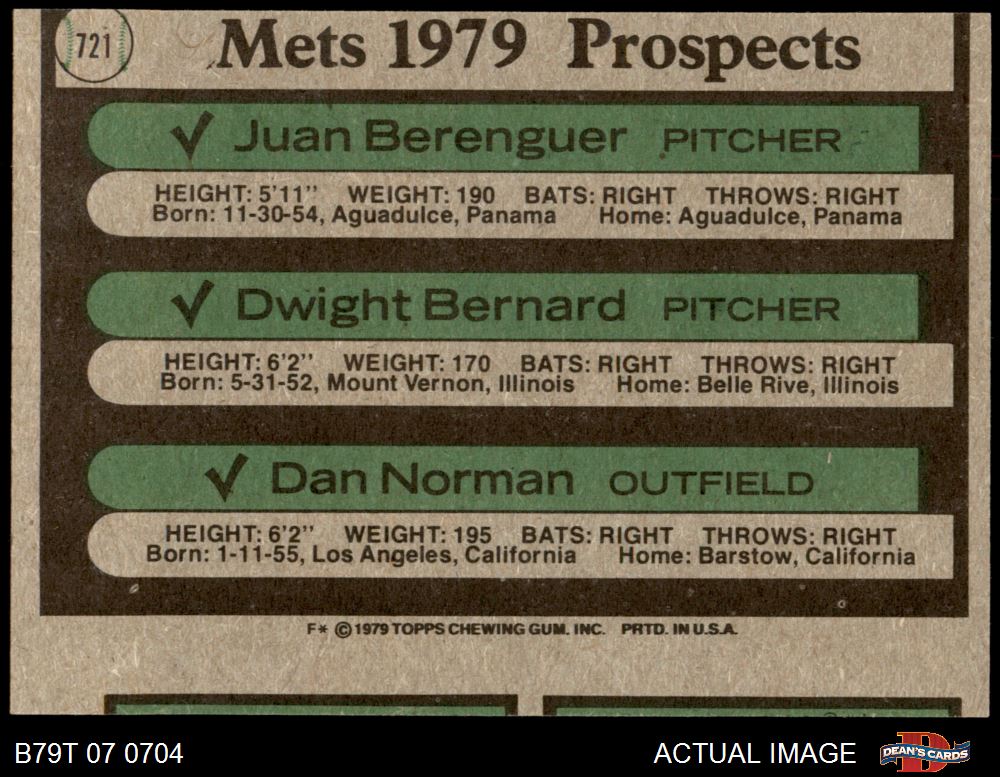 721 Mets 1979 Prospects
✓ Juan Berenguer PITCHER
HEIGHT: 5'11'' WEIGHT: 190 BATS: RIGHT THROWS: RIGHT
Born: 11-30-54, Aguadulce, Panama Home: Aguadulce, Panama
✓ Dwight Bernard PITCHER
HEIGHT: 6'2'' WEIGHT: 170 BATS: RIGHT THROWS: RIGHT
Born: 5-31-52, Mount Vernon, Illinois Home: Belle Rive, Illinois
✓ Dan Norman OUTFIELD
HEIGHT: 6'2'' WEIGHT: 195 BATS: RIGHT THROWS: RIGHT
Born: 1-11-55, Los Angeles, California Home: Barstow, California
F* © 1979 TOPPS CHEWING GUM. INC. PRTD. IN U.S.A.
B79T 07 0704 ACTUAL IMAGE DEAN'S CARDS